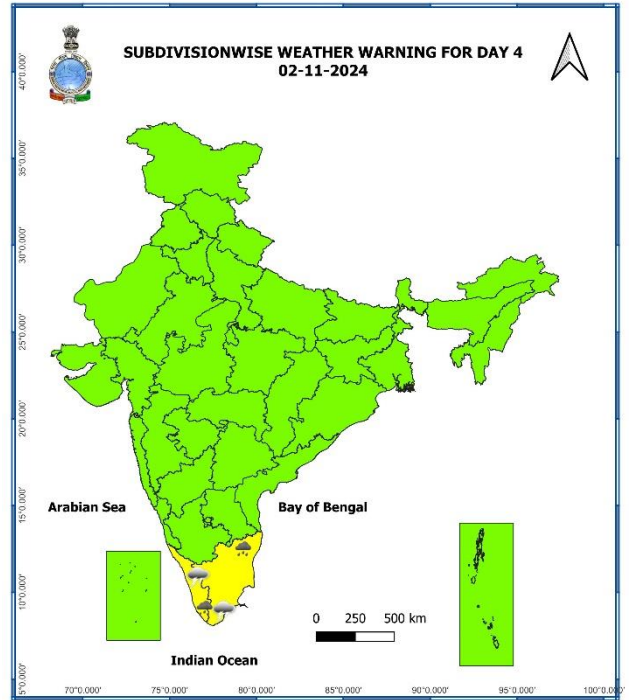 SUBDIVISIONWISE WEATHER WARNING FOR DAY 4
02-11-2024
40°0.000'
35°0.000'
30°0.000'
25°0.000'
20°0.000'
15°0.000'
10°0.000'
5°0.000'
Arabian Sea
Bay of Bengal
0 250 500 km
Indian Ocean
70°0.000' 75°0.000' 80°0.000' 85°0.000' 90°0.000' 95°0.000' 100°0.000'